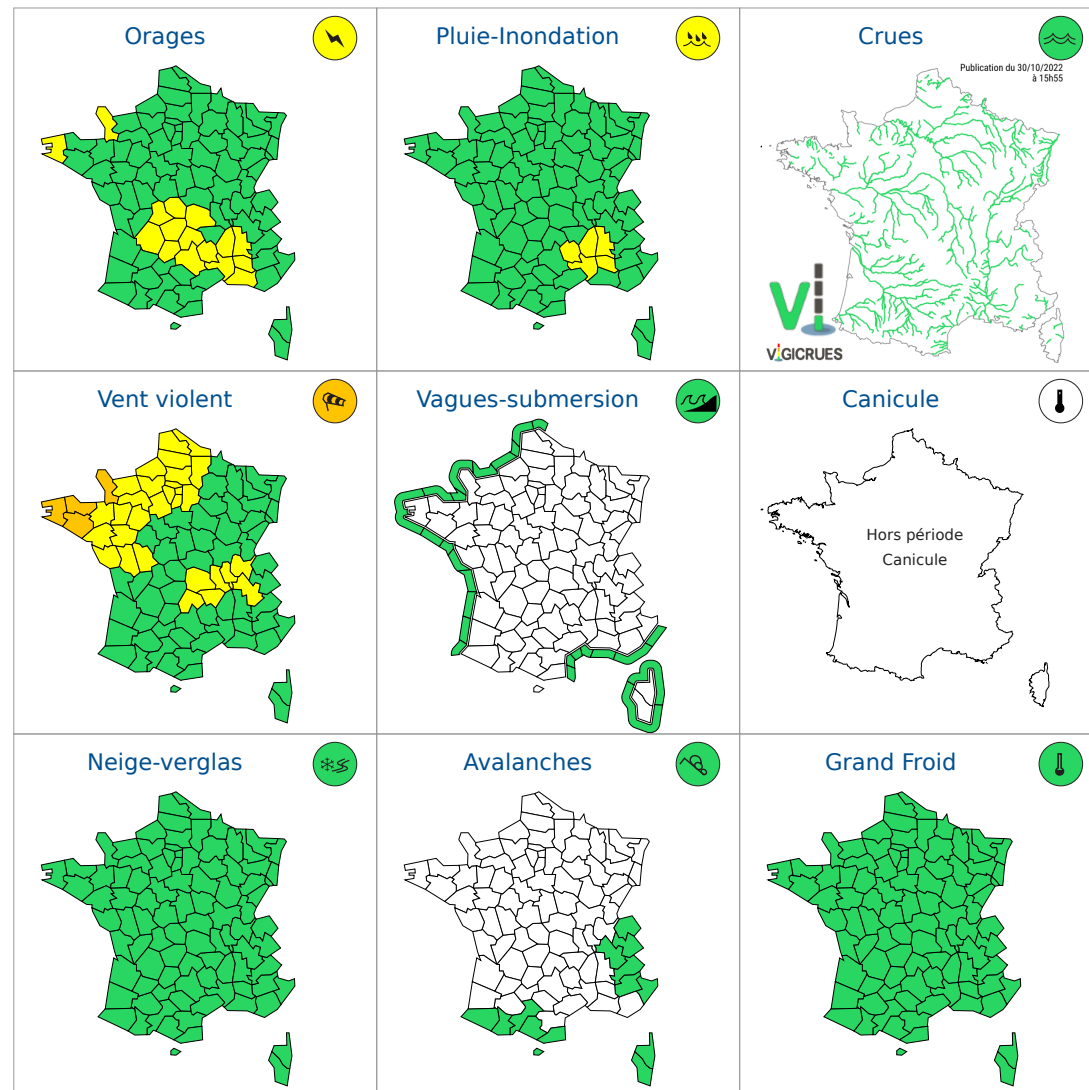 Orages
Pluie-Inondation
Crues
Publication du 30/10/2022
à 15h55
VIGICRUES
Vent violent
Vagues-submersion
Canicule
Hors période
Canicule
Neige-verglas
Avalanches
Grand Froid